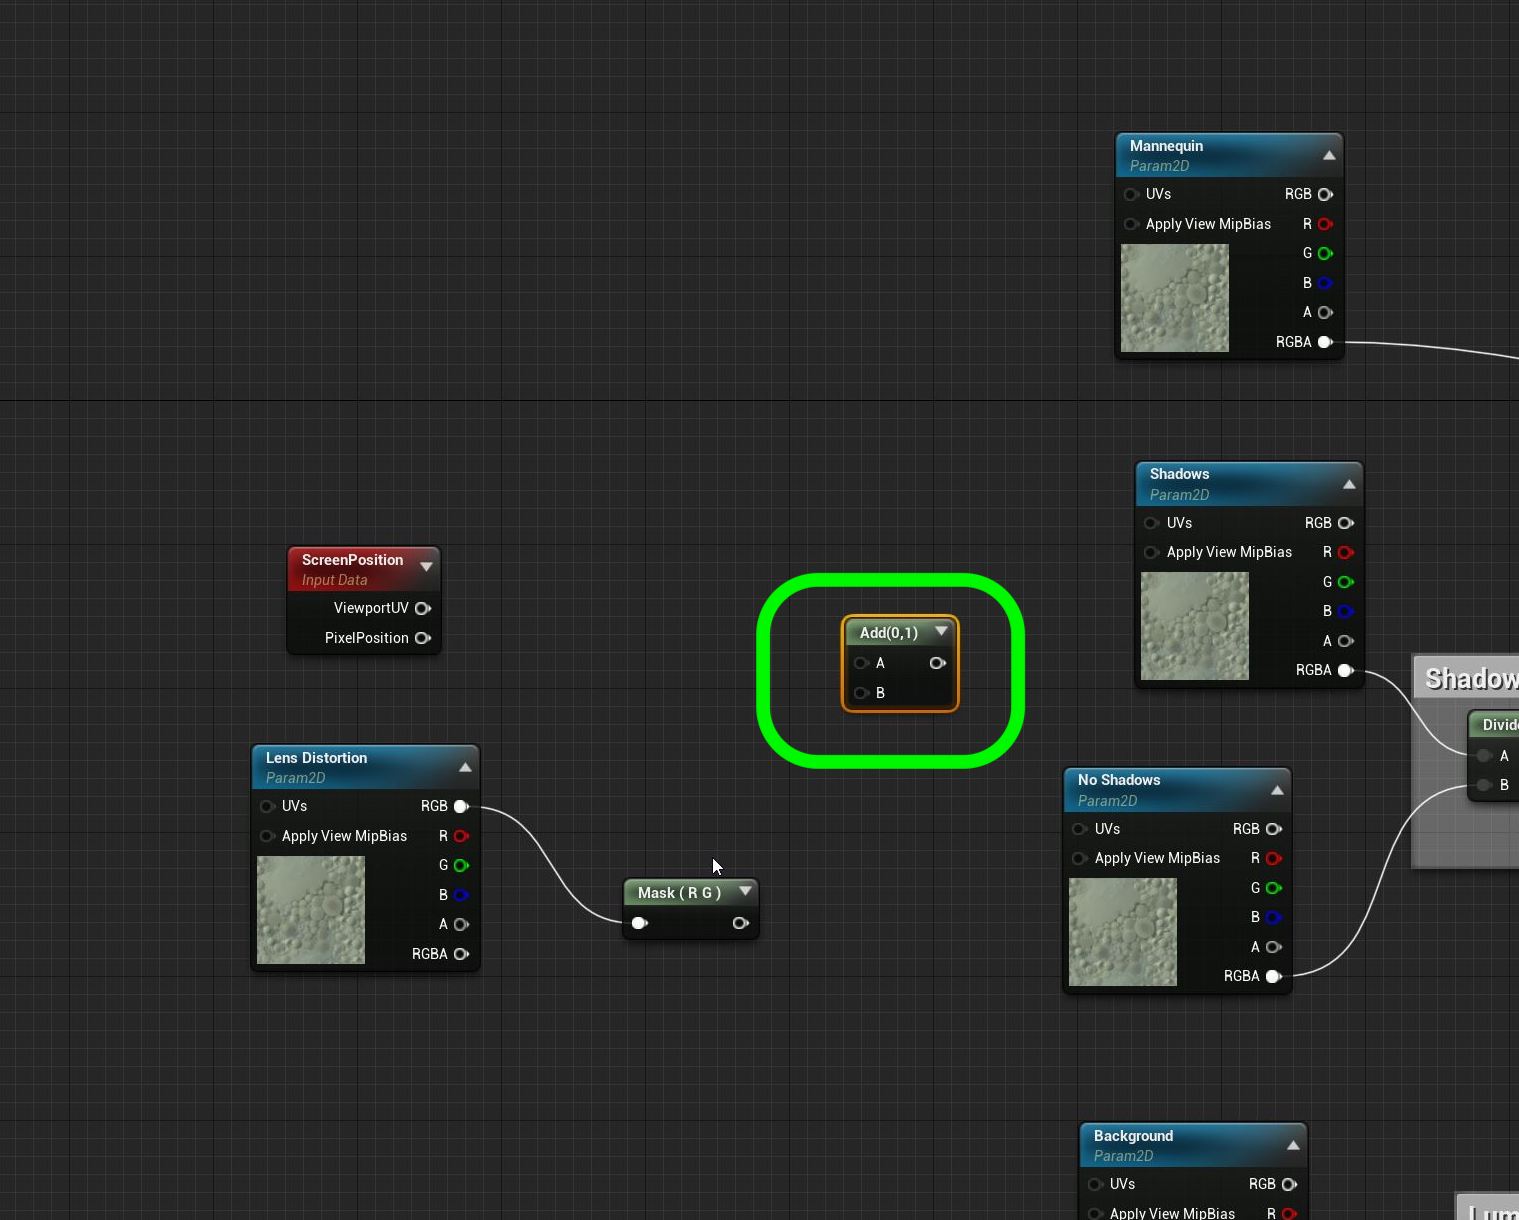 Mannequin
Param2D
UVs
RGB
Apply View MipBias
R
G
B
A
RGBA
Shadows
Param2D
UVs
RGB
Apply View MipBias
R
G
B
A
RGBA
ScreenPosition
Input Data
ViewportUV
PixelPosition
Add(0,1)
A
B
Shadow
Divide
A
B
Lens Distortion
Param2D
UVs
RGB
Apply View MipBias
R
G
B
A
RGBA
Mask ( R G )
No Shadows
Param2D
UVs
RGB
Apply View MipBias
R
G
B
A
RGBA
Background
Param2D
UVs
RGB
Apply View MipBias
R